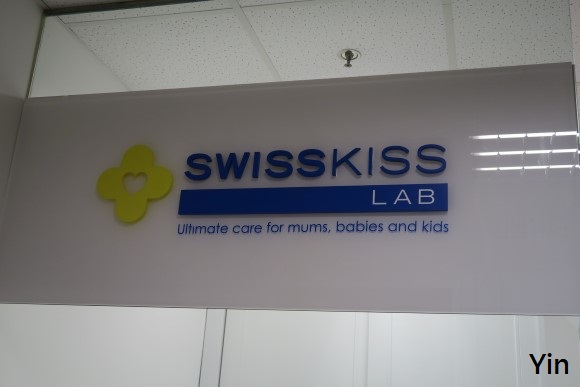 SWISSKISS
LAB
Ultimate care for mums, babies and kids
Yin